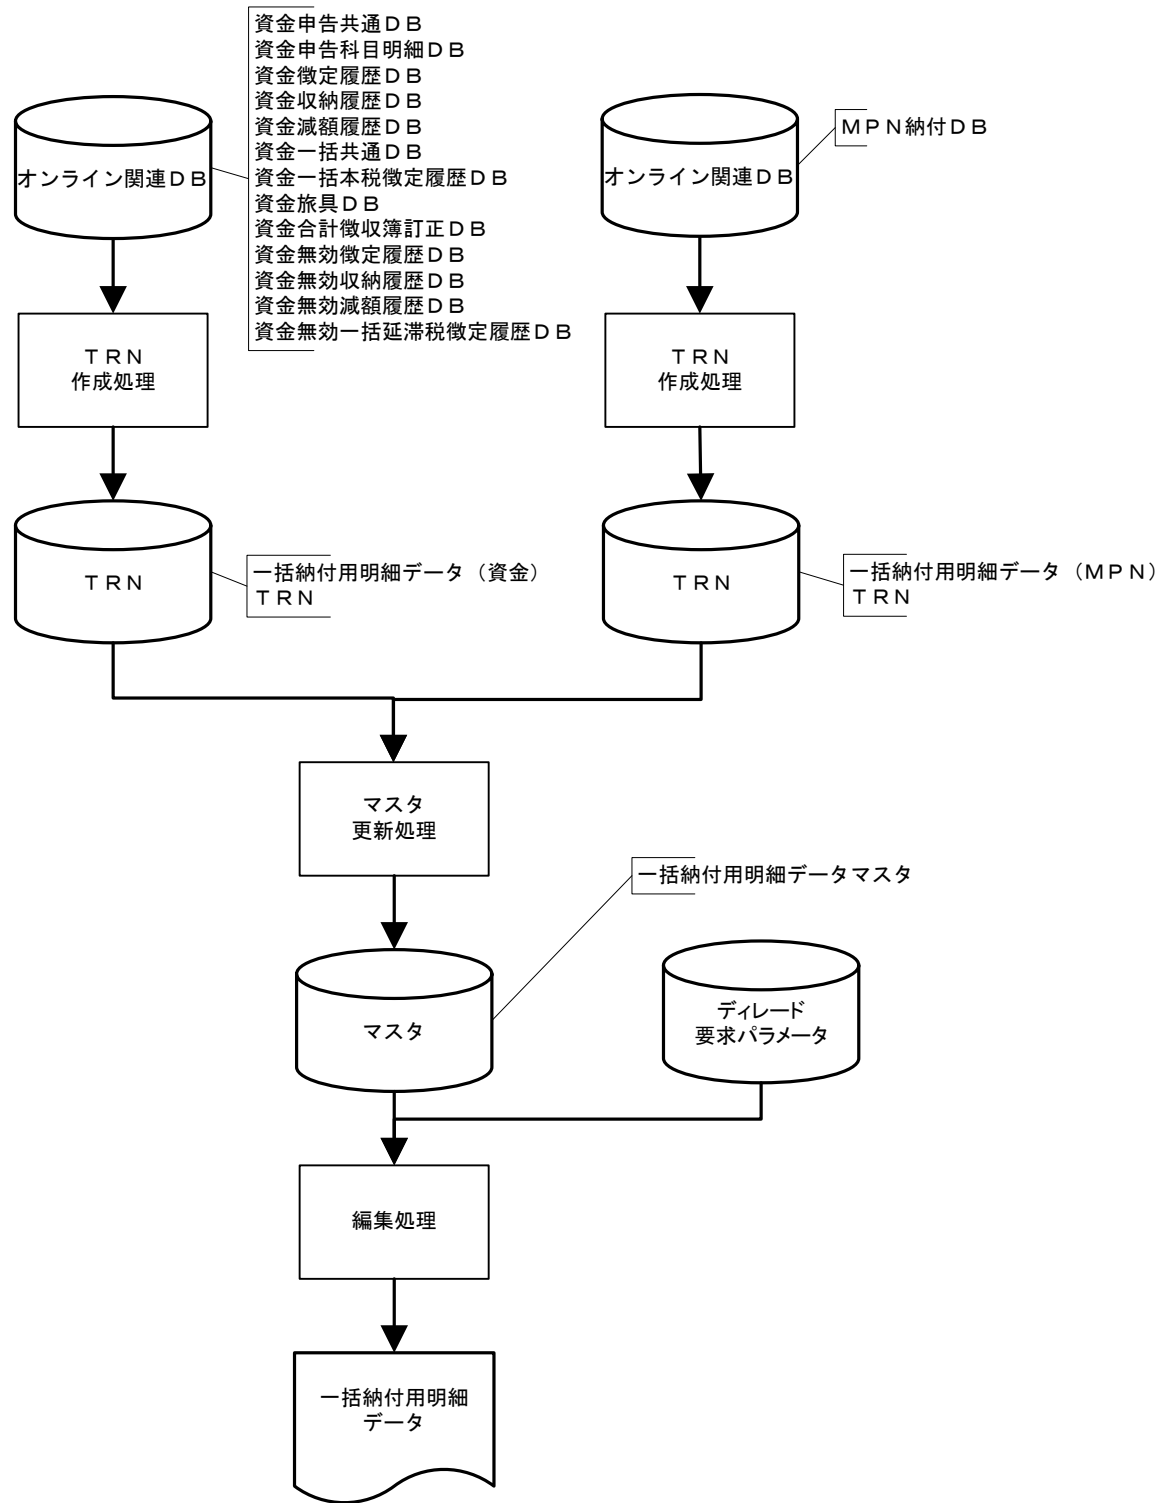 資金申告共通ＤＢ
資金申告科目明細ＤＢ
資金徴定履歴ＤＢ
資金収納履歴ＤＢ
資金減額履歴ＤＢ
資金一括共通ＤＢ
資金一括本税徴定履歴ＤＢ
資金旅具ＤＢ
資金合計徴収簿訂正ＤＢ
資金無効徴定履歴ＤＢ
資金無効収納履歴ＤＢ
資金無効減額履歴ＤＢ
資金無効一括延滞税徴定履歴ＤＢ
オンライン関連ＤＢ
ＭＰＮ納付ＤＢ
オンライン関連ＤＢ
ＴＲＮ
作成処理
ＴＲＮ
作成処理
ＴＲＮ
一括納付用明細データ（資金）
ＴＲＮ
ＴＲＮ
一括納付用明細データ（ＭＰＮ）
ＴＲＮ
マスタ
更新処理
一括納付用明細データマスタ
マスタ
ディレード
要求パラメータ
編集処理
一括納付用明細
データ